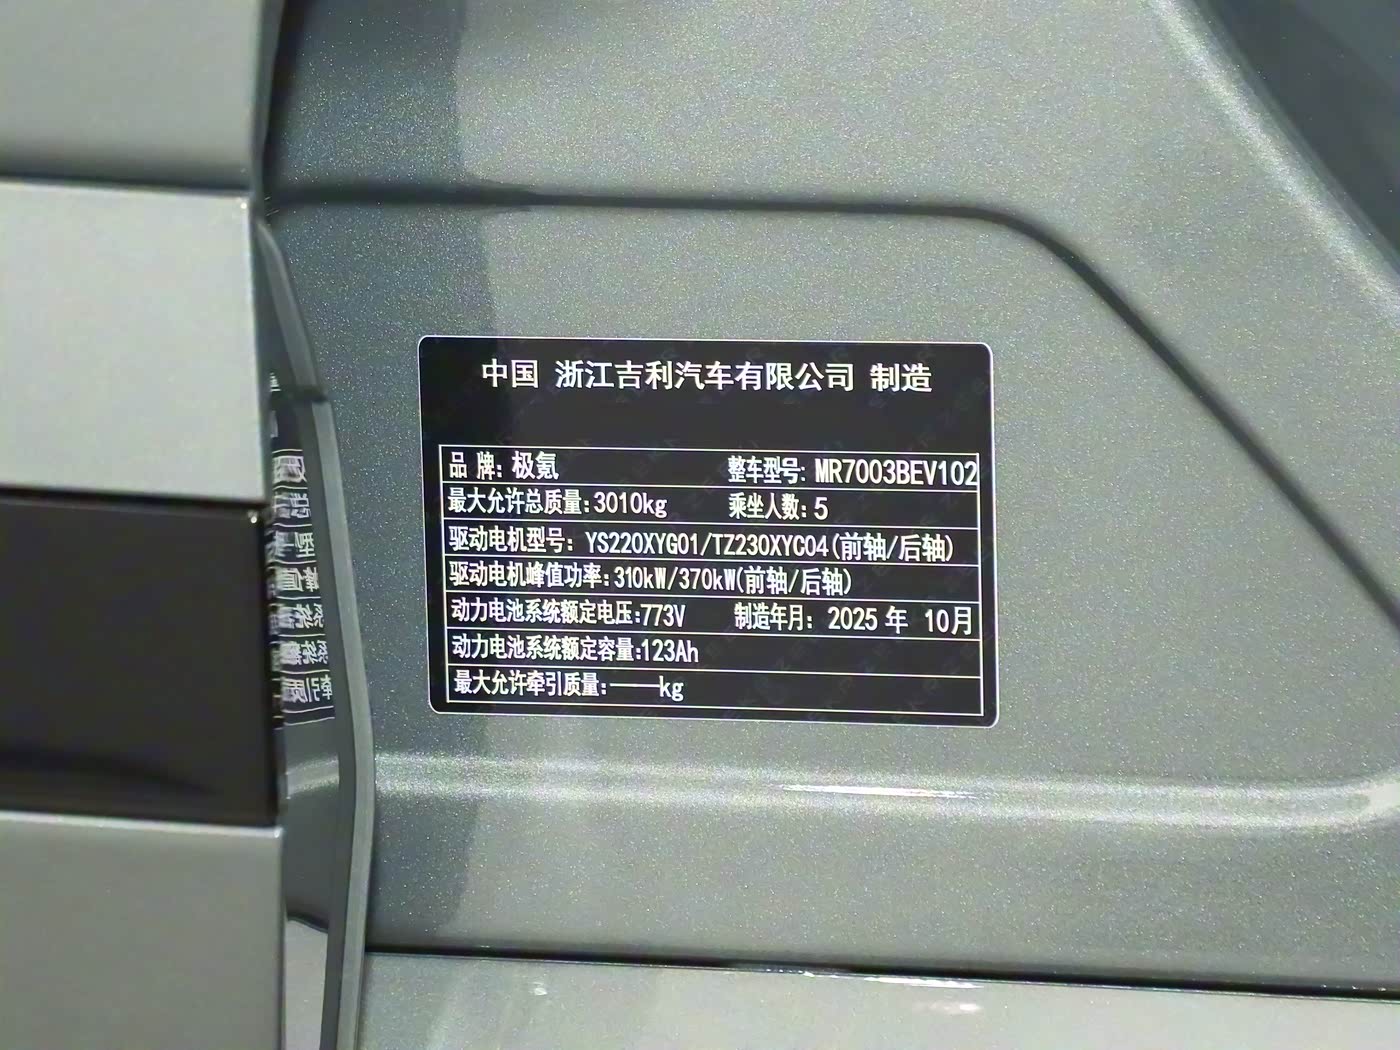 中国 浙江吉利汽车有限公司 制造
品 牌: 极氪 整车型号: MR7003BEV102
最大允许总质量: 3010kg 乘坐人数: 5
驱动电机型号: YS220XYG01/TZ230XYC04(前轴/后轴)
驱动电机峰值功率: 310kW/370kW(前轴/后轴)
动力电池系统额定电压: 773V 制造年月: 2025 年 10月
动力电池系统额定容量: 123Ah
最大允许牵引质量: ——kg